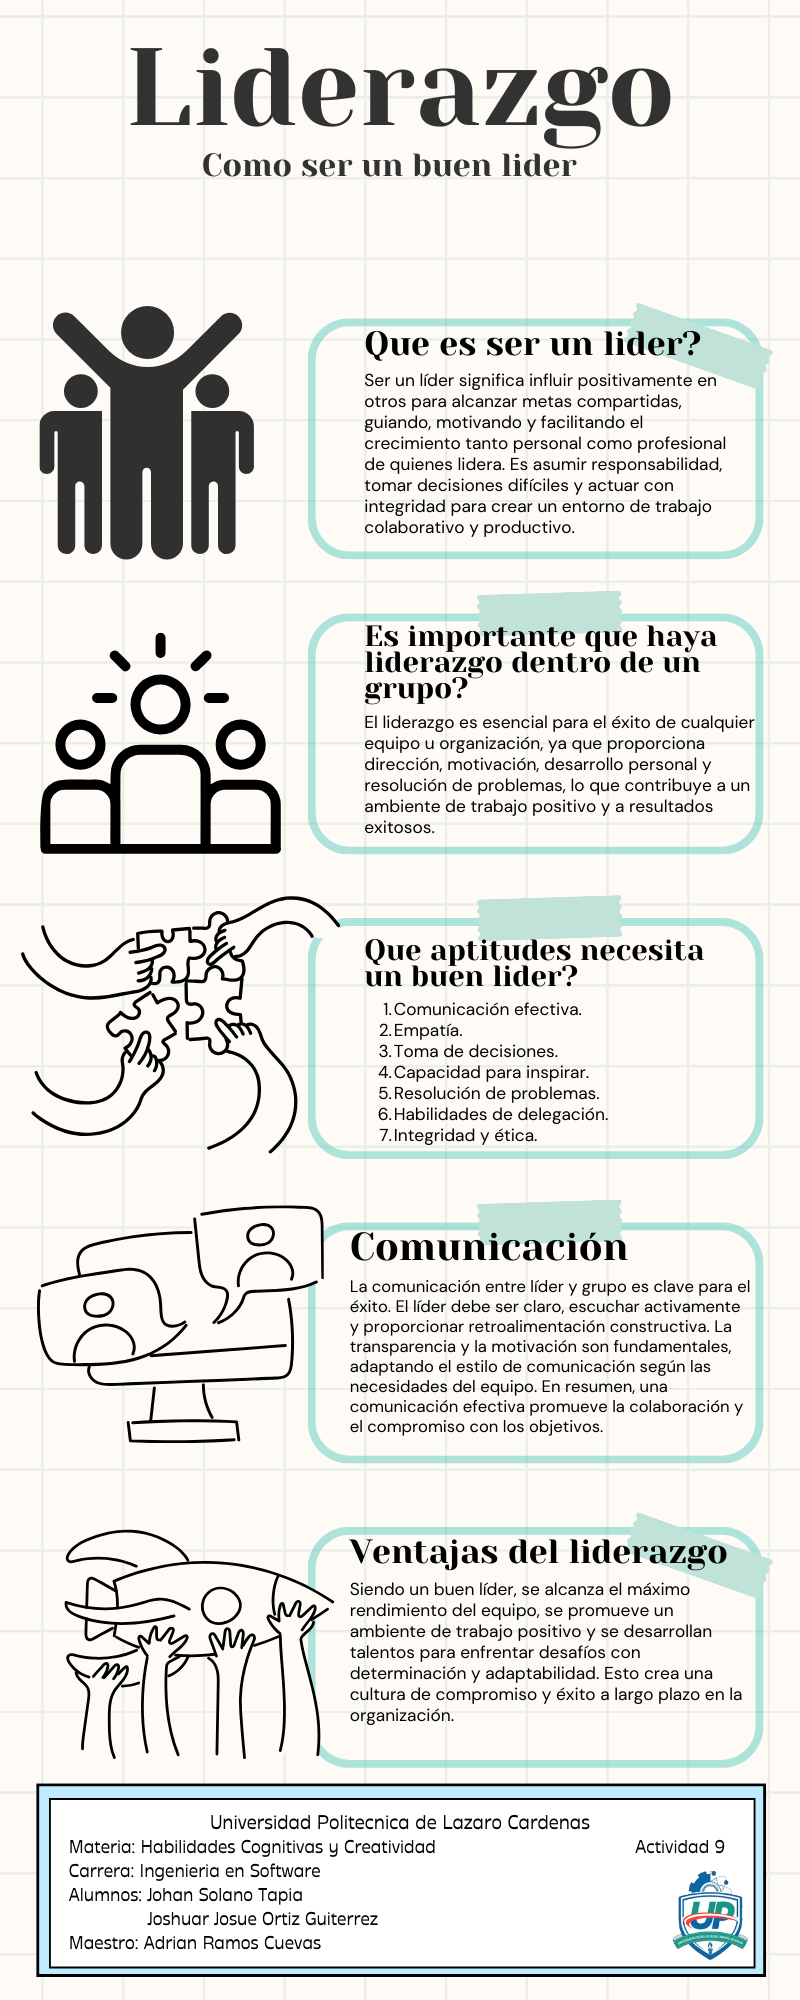 Liderazgo
Como ser un buen lider
Que es ser un lider?
Ser un líder significa influir positivamente en
otros para alcanzar metas compartidas,
guiando, motivando y facilitando el
crecimiento tanto personal como profesional
de quienes lidera. Es asumir responsabilidad,
tomar decisiones difíciles y actuar con
integridad para crear un entorno de trabajo
colaborativo y productivo.
Es importante que haya
liderazgo dentro de un
grupo?
El liderazgo es esencial para el éxito de cualquier
equipo u organización, ya que proporciona
dirección, motivación, desarrollo personal y
resolución de problemas, lo que contribuye a un
ambiente de trabajo positivo y a resultados
exitosos.
Que aptitudes necesita
un buen lider?
1. Comunicación efectiva.
2. Empatía.
3. Toma de decisiones.
4. Capacidad para inspirar.
5. Resolución de problemas.
6. Habilidades de delegación.
7. Integridad y ética.
Comunicación
La comunicación entre líder y grupo es clave para el
éxito. El líder debe ser claro, escuchar activamente
y proporcionar retroalimentación constructiva. La
transparencia y la motivación son fundamentales,
adaptando el estilo de comunicación según las
necesidades del equipo. En resumen, una
comunicación efectiva promueve la colaboración y
el compromiso con los objetivos.
Ventajas del liderazgo
Siendo un buen líder, se alcanza el máximo
rendimiento del equipo, se promueve un
ambiente de trabajo positivo y se desarrollan
talentos para enfrentar desafíos con
determinación y adaptabilidad. Esto crea una
cultura de compromiso y éxito a largo plazo en la
organización.
Universidad Politecnica de Lazaro Cardenas
Materia: Habilidades Cognitivas y Creatividad Actividad 9
Carrera: Ingenieria en Software
Alumnos: Johan Solano Tapia
Joshuar Josue Ortiz Guiterrez
Maestro: Adrian Ramos Cuevas
UP